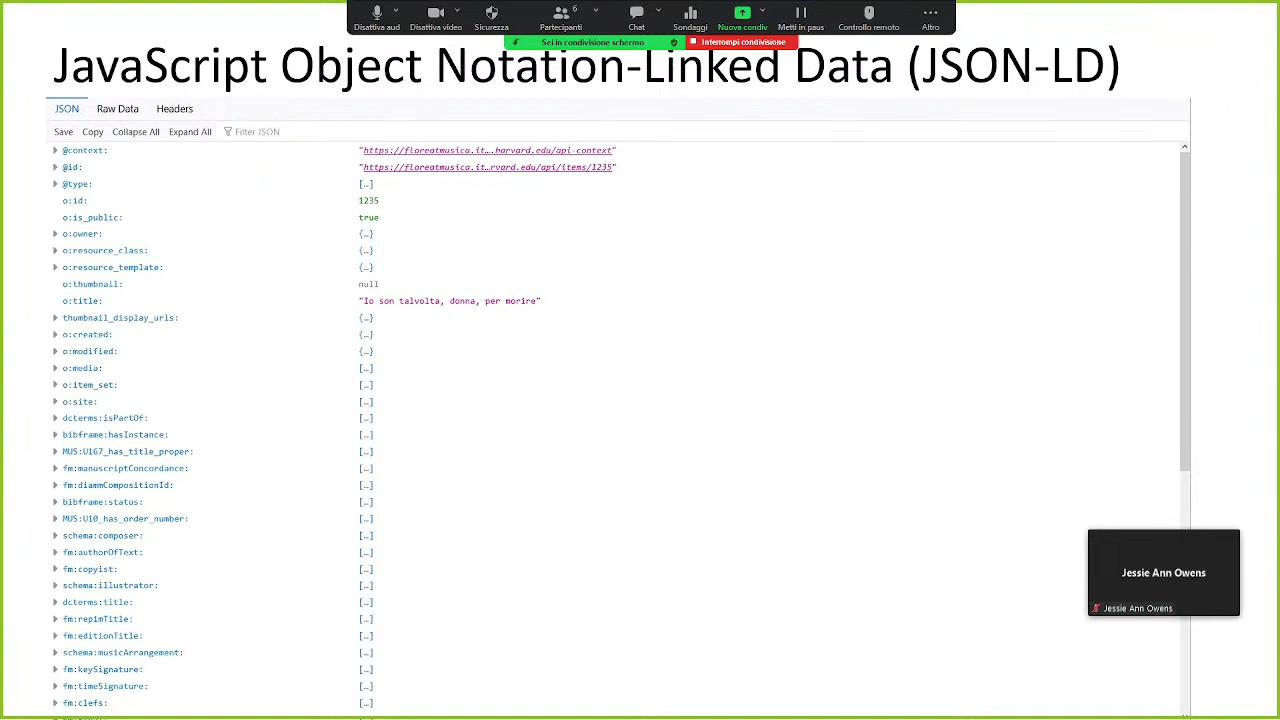 Disattiva aud Disattiva video Sicurezza Partecipanti 6 Chat Sondaggi Nuova condiv Metti in paus Controllo remoto Altro
Sei in condivisione schermo Interrompi condivisione
JavaScript Object Notation-Linked Data (JSON-LD)
JSON Raw Data Headers
Save Copy Collapse All Expand All Filter JSON
@context: "https://floreatmusica.it….harvard.edu/api-context"
@id: "https://floreatmusica.it…rvard.edu/api/items/1235"
@type: […]
o:id: 1235
o:is_public: true
o:owner: {…}
o:resource_class: {…}
o:resource_template: {…}
o:thumbnail: null
o:title: "Io son talvolta, donna, per morire"
thumbnail_display_urls: {…}
o:created: {…}
o:modified: {…}
o:media: […]
o:item_set: […]
o:site: […]
dcterms:isPartOf: […]
bibframe:hasInstance: […]
MUS:U167_has_title_proper: […]
fm:manuscriptConcordance: […]
fm:diammCompositionId: […]
bibframe:status: […]
MUS:U10_has_order_number: […]
schema:composer: […]
fm:authorOfText: […]
fm:copyist: […]
schema:illustrator: […]
dcterms:title: […]
fm:repimTitle: […]
fm:editionTitle: […]
schema:musicArrangement: […]
fm:keySignature: […]
fm:timeSignature: […]
fm:clefs: […]
Jessie Ann Owens
Jessie Ann Owens